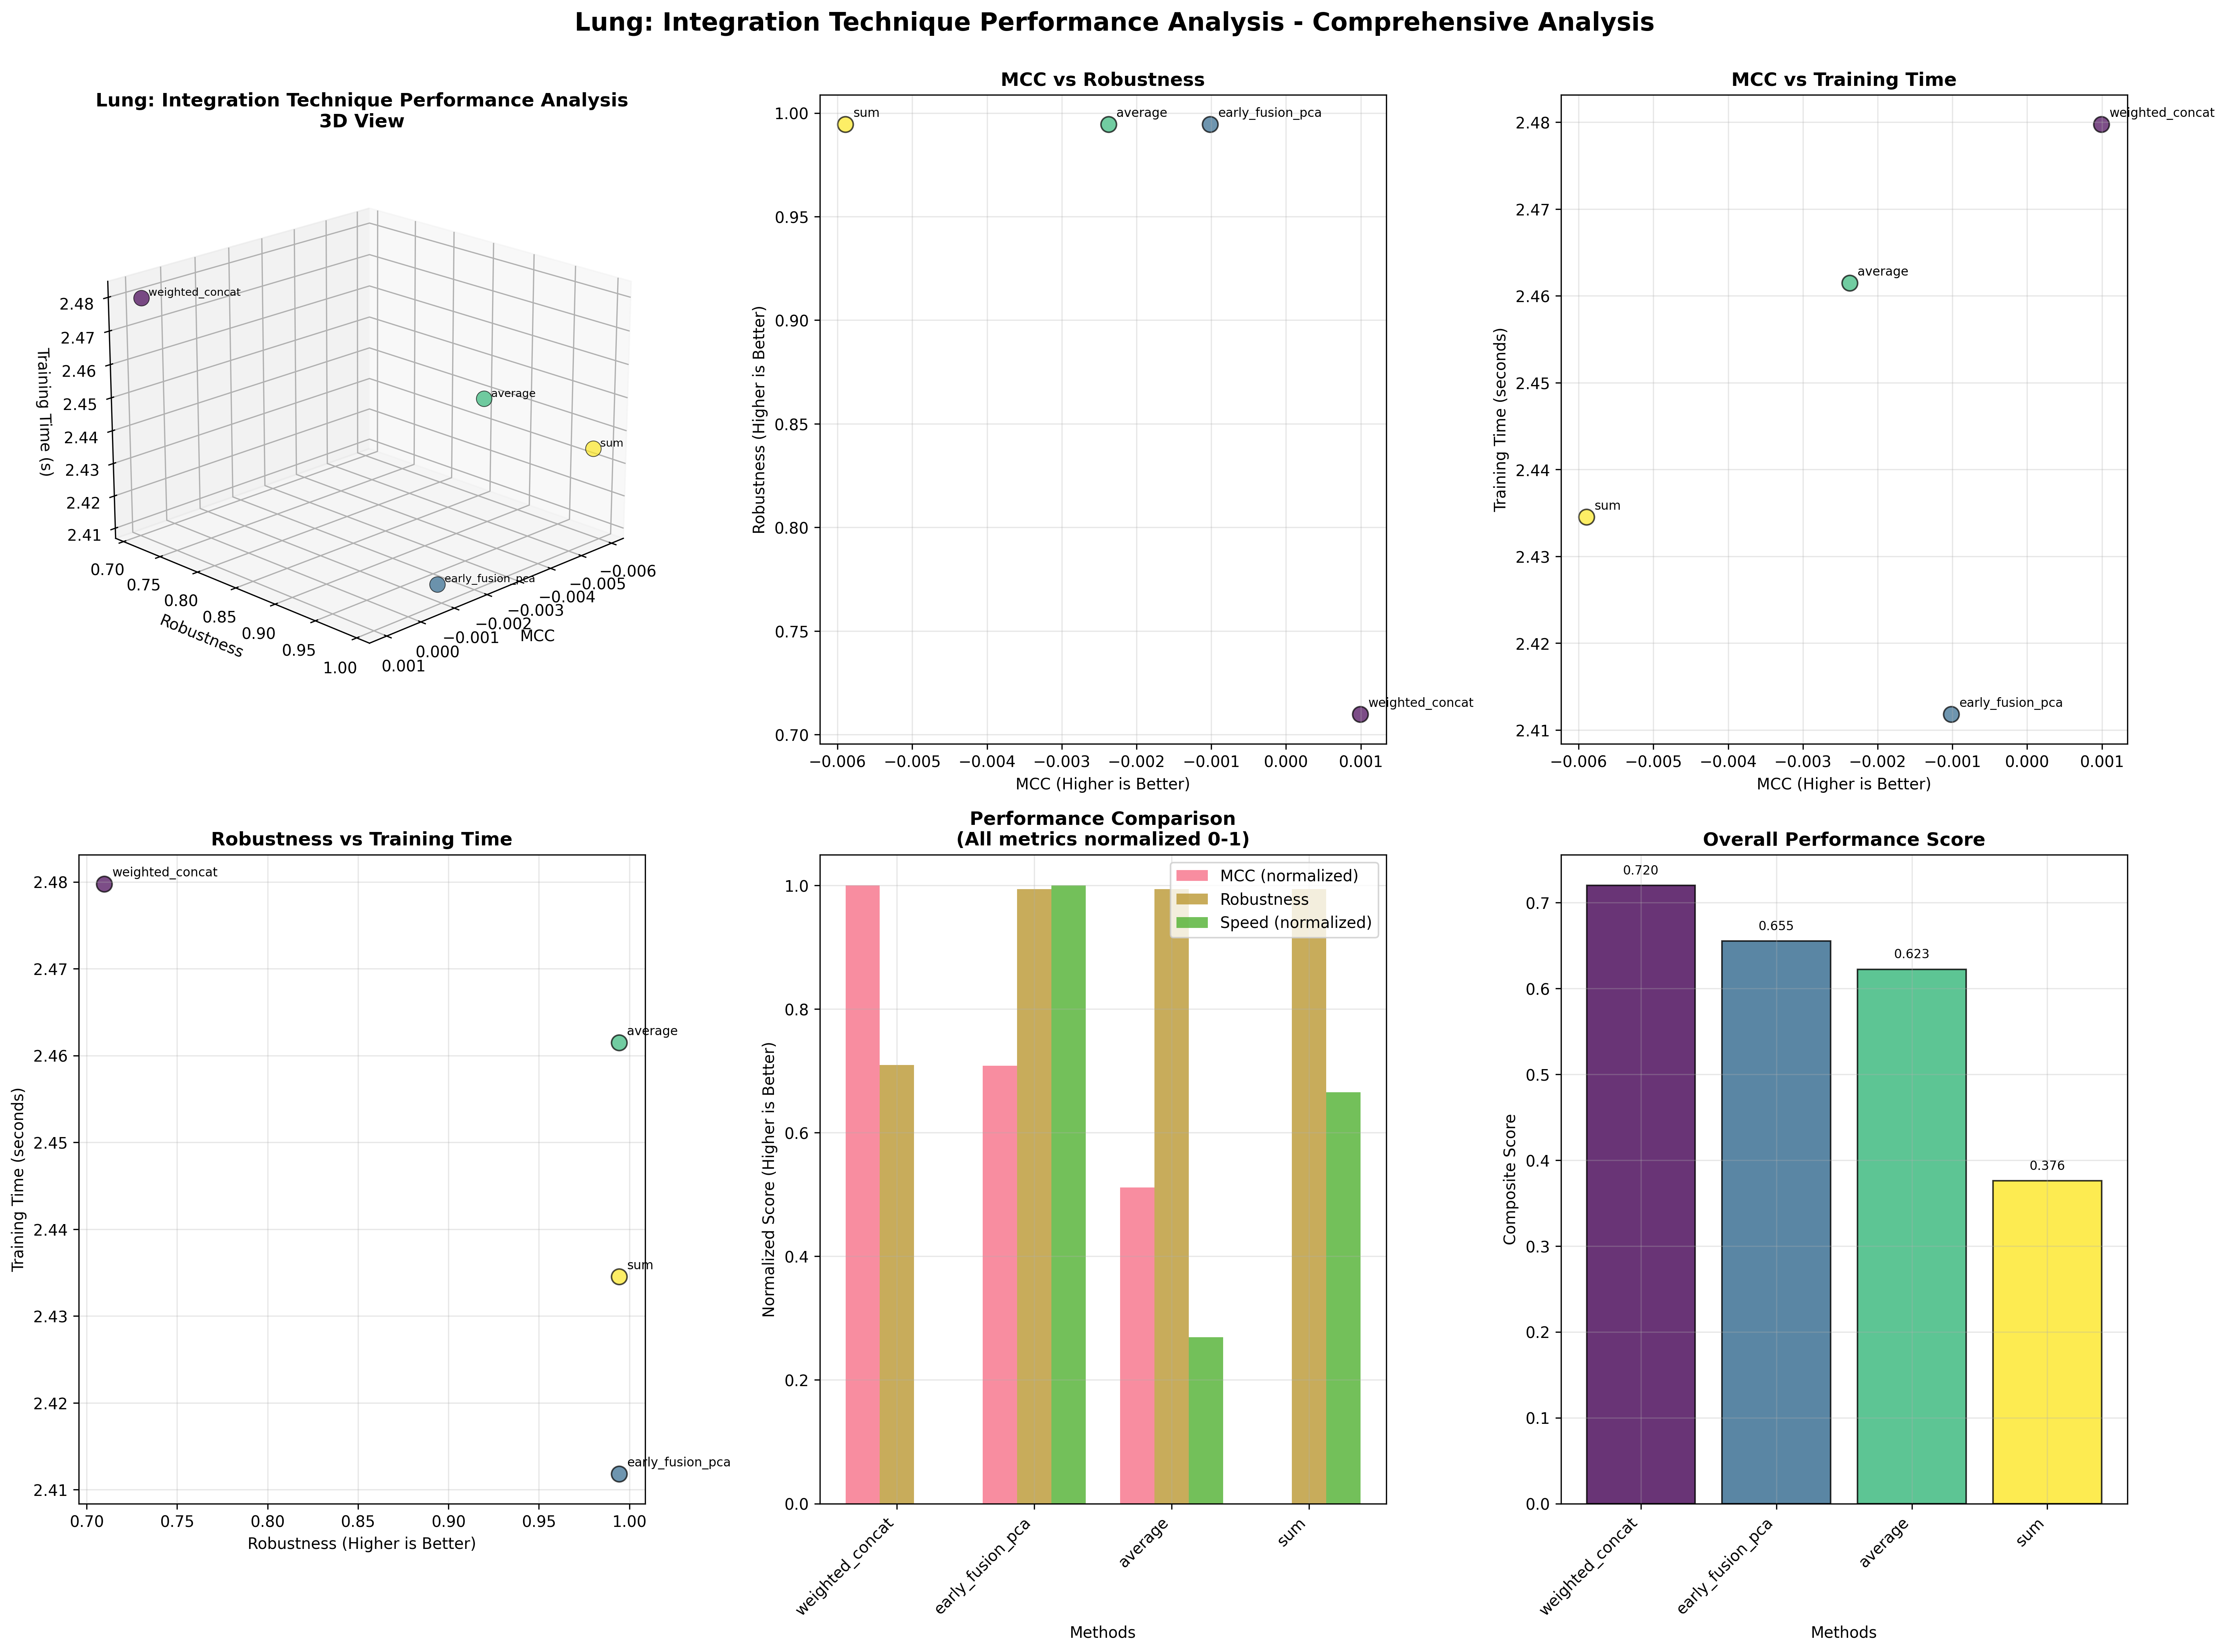 Lung: Integration Technique Performance Analysis - Comprehensive Analysis
Lung: Integration Technique Performance Analysis
3D View
weighted_concat
average
sum
early_fusion_pca
2.48
2.47
2.46
2.45
2.44
2.43
2.42
2.41
Training Time (s)
0.70
0.75
0.80
0.85
0.90
0.95
1.00
Robustness
0.001
0.000
−0.001
−0.002
−0.003
−0.004
−0.005
−0.006
MCC
MCC vs Robustness
sum
average
early_fusion_pca
weighted_concat
1.00
0.95
0.90
0.85
0.80
0.75
0.70
Robustness (Higher is Better)
−0.006
−0.005
−0.004
−0.003
−0.002
−0.001
0.000
0.001
MCC (Higher is Better)
MCC vs Training Time
weighted_concat
average
sum
early_fusion_pca
2.48
2.47
2.46
2.45
2.44
2.43
2.42
2.41
Training Time (seconds)
−0.006
−0.005
−0.004
−0.003
−0.002
−0.001
0.000
0.001
MCC (Higher is Better)
Robustness vs Training Time
weighted_concat
average
sum
early_fusion_pca
2.48
2.47
2.46
2.45
2.44
2.43
2.42
2.41
Training Time (seconds)
0.70
0.75
0.80
0.85
0.90
0.95
1.00
Robustness (Higher is Better)
Performance Comparison
(All metrics normalized 0-1)
MCC (normalized)
Robustness
Speed (normalized)
1.0
0.8
0.6
0.4
0.2
0.0
Normalized Score (Higher is Better)
weighted_concat
early_fusion_pca
average
sum
Methods
Overall Performance Score
0.720
0.655
0.623
0.376
0.7
0.6
0.5
0.4
0.3
0.2
0.1
0.0
Composite Score
weighted_concat
early_fusion_pca
average
sum
Methods